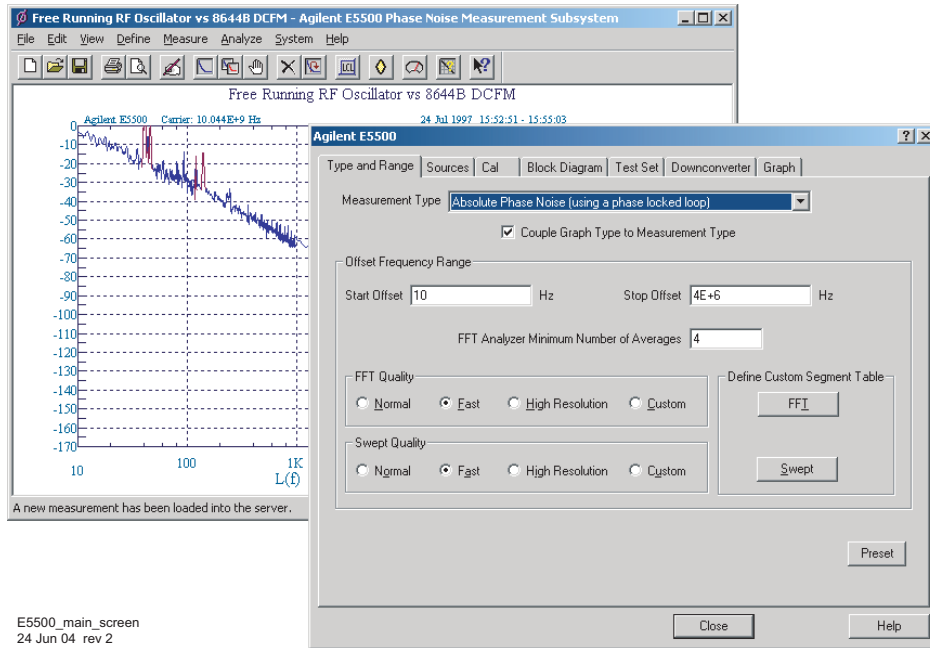 Free Running RF Oscillator vs 8644B DCFM - Agilent E5500 Phase Noise Measurement Subsystem
File Edit View Define Measure Analyze System Help
Free Running RF Oscillator vs 8644B DCFM
Agilent E5500 Carrier: 10.044E+9 Hz 24 Jul 1997 15:52:51 - 15:55:03
0
-10
-20
-30
-40
-50
-60
-70
-80
-90
-100
-110
-120
-130
-140
-150
-160
-170
10 100 1K
L(f)
A new measurement has been loaded into the server.
Agilent E5500
Type and Range Sources Cal Block Diagram Test Set Downconverter Graph
Measurement Type Absolute Phase Noise (using a phase locked loop)
Couple Graph Type to Measurement Type
Offset Frequency Range
Start Offset 10 Hz Stop Offset 4E+6 Hz
FFT Analyzer Minimum Number of Averages 4
FFT Quality
Normal Fast High Resolution Custom
Define Custom Segment Table
FFT
Swept Quality
Normal Fast High Resolution Custom
Swept
Preset
Close Help
E5500_main_screen
24 Jun 04 rev 2